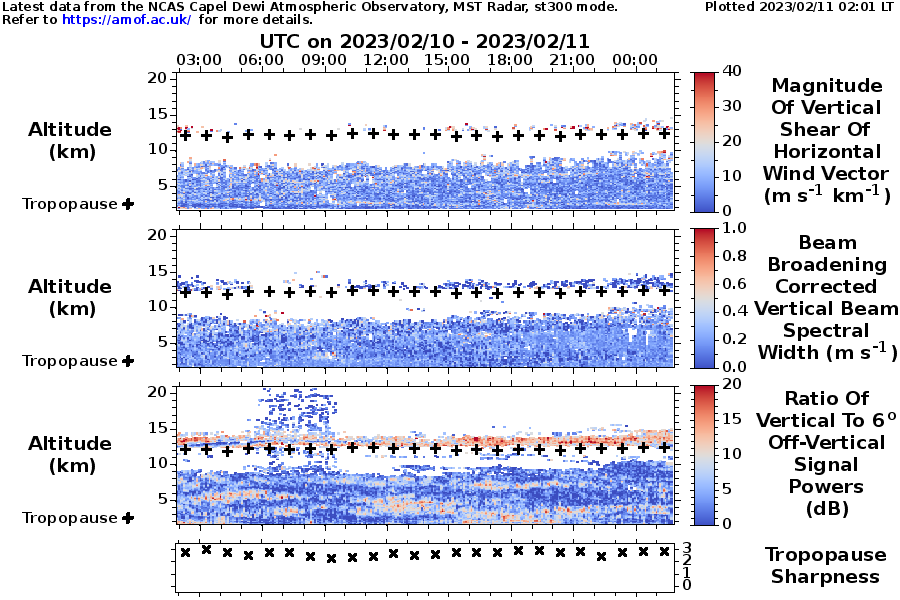 Latest data from the NCAS Capel Dewi Atmospheric Observatory, MST Radar, st300 mode.
Plotted 2023/02/11 02:01 LT
Refer to https://amof.ac.uk/ for more details.
UTC on 2023/02/10 - 2023/02/11
03:00 06:00 09:00 12:00 15:00 18:00 21:00 00:00
20
15
10
5
Altitude
(km)
Tropopause
40
30
20
10
0
Magnitude
Of Vertical
Shear Of
Horizontal
Wind Vector
(m s-1 km-1)
20
15
10
5
Altitude
(km)
Tropopause
1.0
0.8
0.6
0.4
0.2
0.0
Beam
Broadening
Corrected
Vertical Beam
Spectral
Width (m s-1)
20
15
10
5
Altitude
(km)
Tropopause
20
15
10
5
0
Ratio Of
Vertical To 6o
Off-Vertical
Signal
Powers
(dB)
3
2
1
0
Tropopause
Sharpness